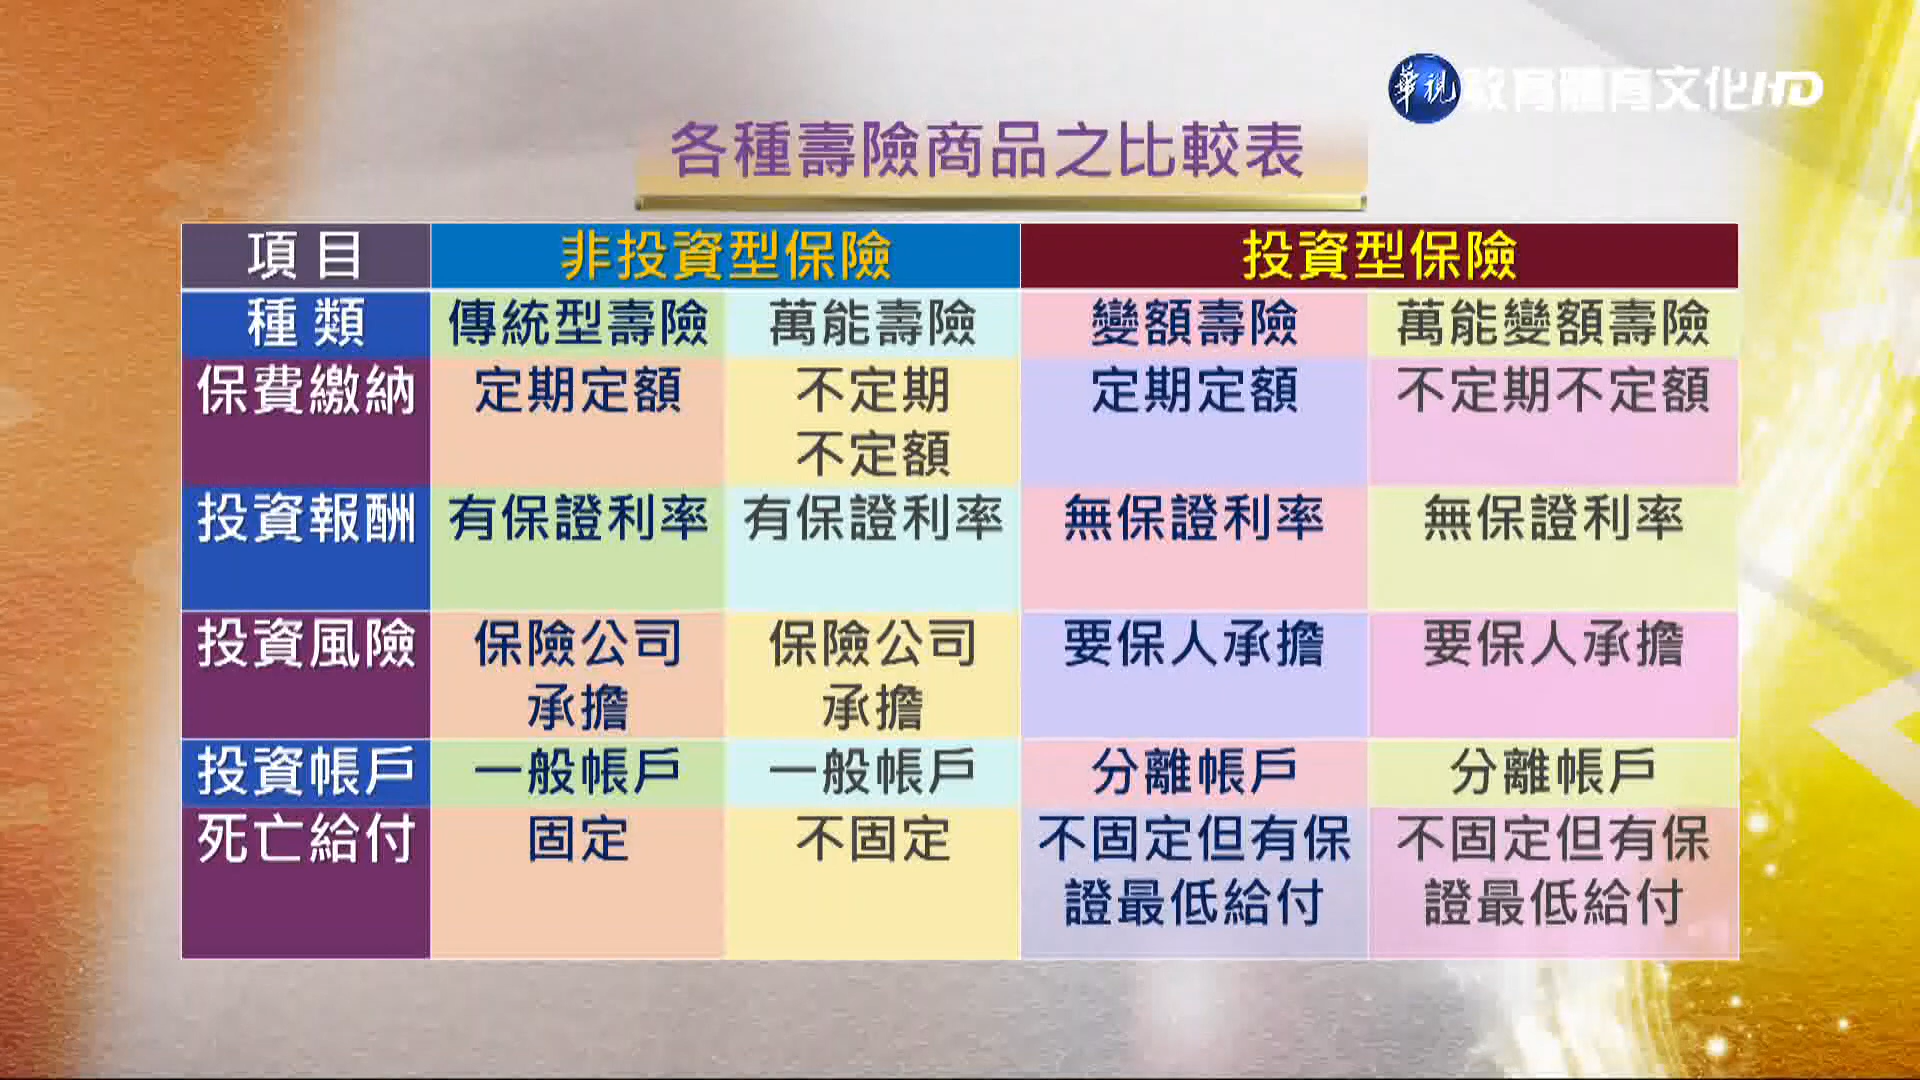 華視 教育體育文化HD
各種壽險商品之比較表
項目 非投資型保險 投資型保險
種類 傳統型壽險 萬能壽險 變額壽險 萬能變額壽險
保費繳納 定期定額 不定期 定期定額 不定期不定額
不定額
投資報酬 有保證利率 有保證利率 無保證利率 無保證利率
投資風險 保險公司 保險公司 要保人承擔 要保人承擔
承擔 承擔
投資帳戶 一般帳戶 一般帳戶 分離帳戶 分離帳戶
死亡給付 固定 不固定 不固定但有保 不固定但有保
證最低給付 證最低給付